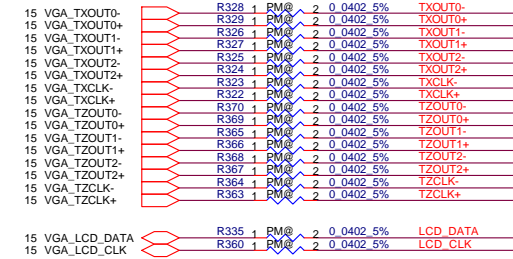 15 VGA_TXOUT0- R328 1 PM@ 2 0_0402_5% TXOUT0-
15 VGA_TXOUT0+ R329 1 PM@ 2 0_0402_5% TXOUT0+
15 VGA_TXOUT1- R326 1 PM@ 2 0_0402_5% TXOUT1-
15 VGA_TXOUT1+ R327 1 PM@ 2 0_0402_5% TXOUT1+
15 VGA_TXOUT2- R325 1 PM@ 2 0_0402_5% TXOUT2-
15 VGA_TXOUT2+ R324 1 PM@ 2 0_0402_5% TXOUT2+
15 VGA_TXCLK- R323 1 PM@ 2 0_0402_5% TXCLK-
15 VGA_TXCLK+ R322 1 PM@ 2 0_0402_5% TXCLK+
15 VGA_TZOUT0- R370 1 PM@ 2 0_0402_5% TZOUT0-
15 VGA_TZOUT0+ R369 1 PM@ 2 0_0402_5% TZOUT0+
15 VGA_TZOUT1- R365 1 PM@ 2 0_0402_5% TZOUT1-
15 VGA_TZOUT1+ R366 1 PM@ 2 0_0402_5% TZOUT1+
15 VGA_TZOUT2- R368 1 PM@ 2 0_0402_5% TZOUT2-
15 VGA_TZOUT2+ R367 1 PM@ 2 0_0402_5% TZOUT2+
15 VGA_TZCLK- R364 1 PM@ 2 0_0402_5% TZCLK-
15 VGA_TZCLK+ R363 1 PM@ 2 0_0402_5% TZCLK+
15 VGA_LCD_DATA R335 1 PM@ 2 0_0402_5% LCD_DATA
15 VGA_LCD_CLK R360 1 PM@ 2 0_0402_5% LCD_CLK